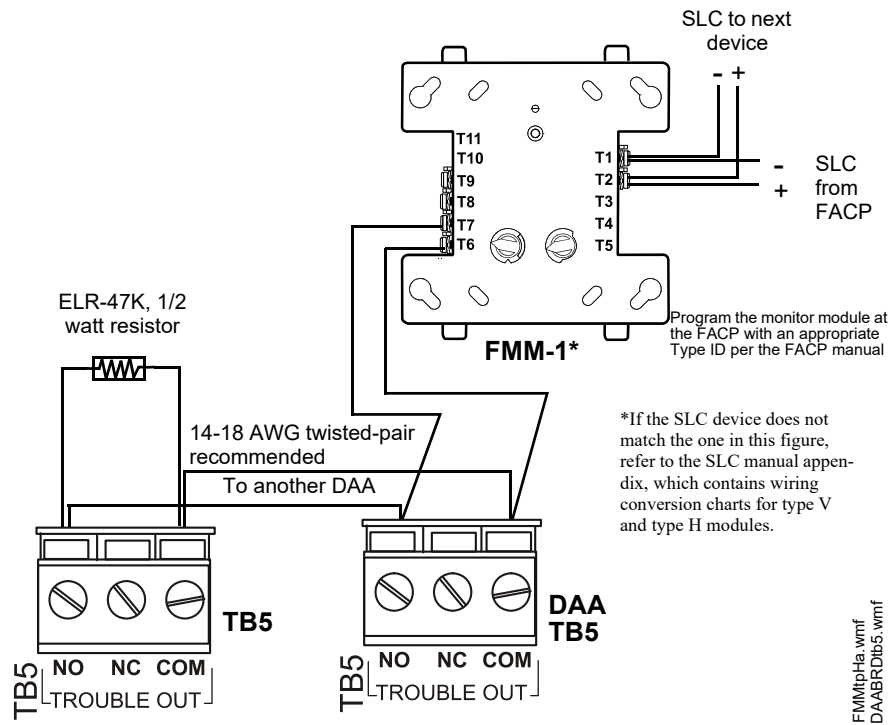 SLC to next
device
- +
T11
T10
T9
T8
T7
T6
T1
T2
T3
T4
T5
-
+
SLC
from
FACP
ELR-47K, 1/2
watt resistor
FMM-1*
Program the monitor module at
the FACP with an appropriate
Type ID per the FACP manual
*If the SLC device does not
match the one in this figure,
refer to the SLC manual appen-
dix, which contains wiring
conversion charts for type V
and type H modules.
14-18 AWG twisted-pair
recommended
To another DAA
TB5
DAA
TB5
TB5
NO NC COM
TROUBLE OUT
TB5
NO NC COM
TROUBLE OUT
FMMtpHa.wmf
DAABRDtb5.wmf